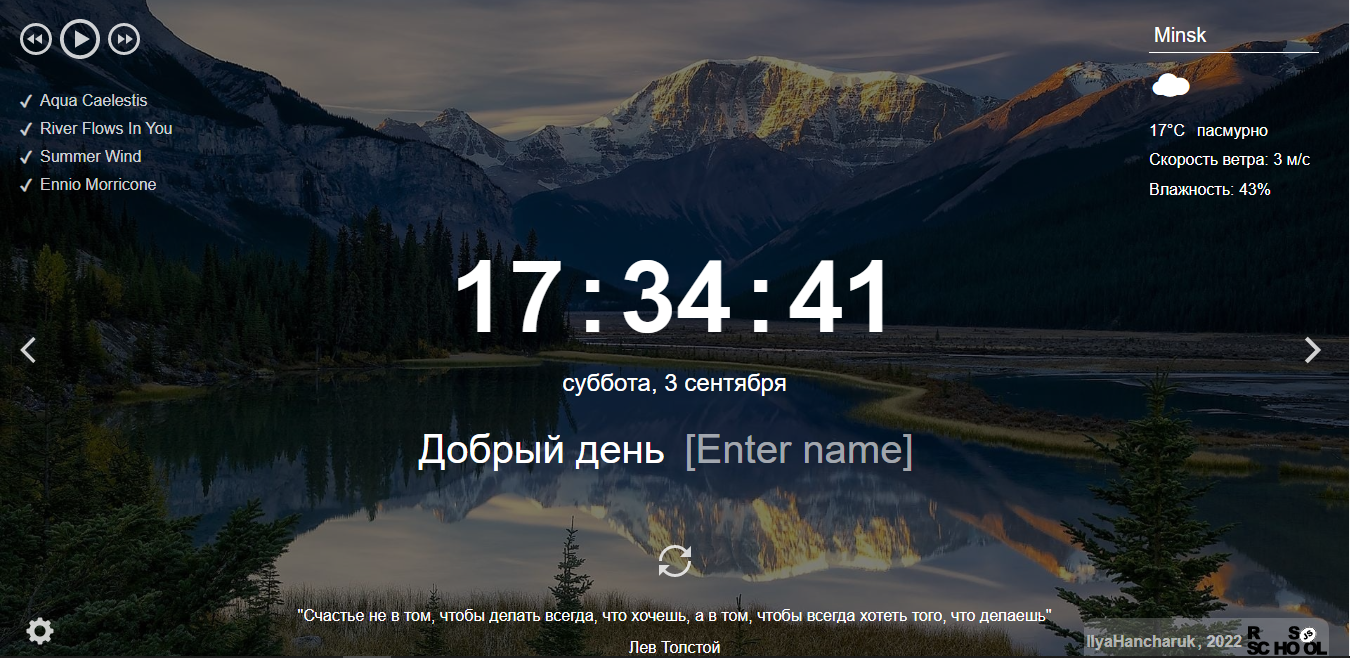 Minsk
Aqua Caelestis
River Flows In You
Summer Wind
Ennio Morricone
17°C пасмурно
Скорость ветра: 3 м/с
Влажность: 43%
17:34:41
суббота, 3 сентября
Добрый день [Enter name]
"Счастье не в том, чтобы делать всегда, что хочешь, а в том, чтобы всегда хотеть того, что делаешь"
Лев Толстой
IlyaHancharuk, 2022
RS
SCHOOL